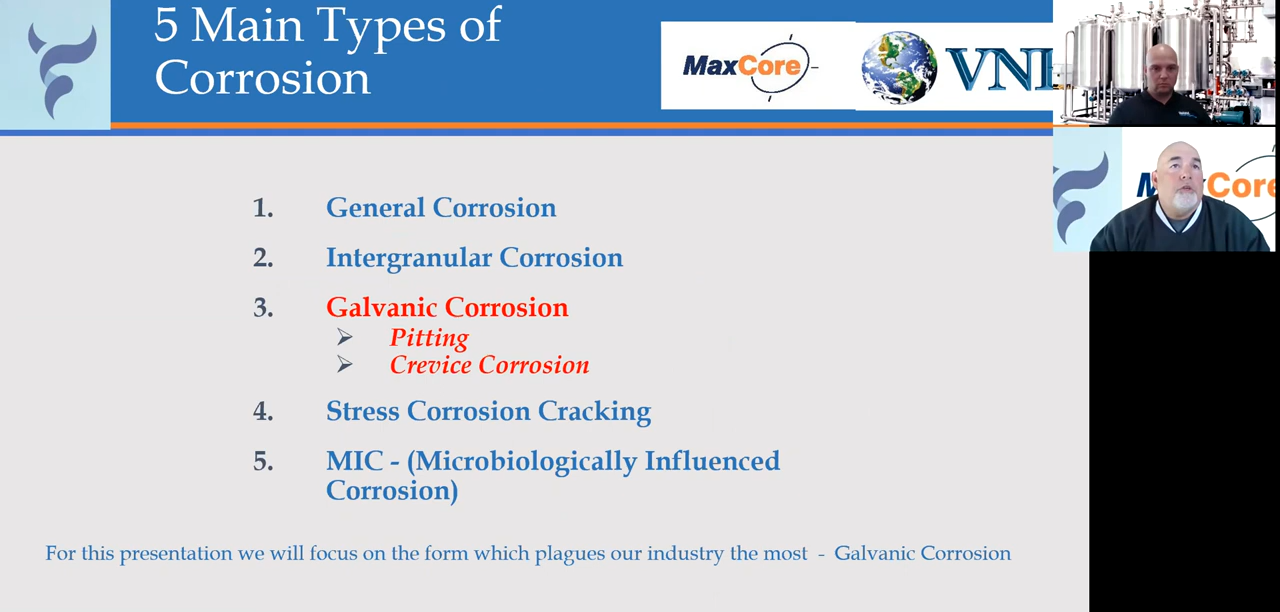 5 Main Types of
Corrosion
MaxCore
1. General Corrosion
2. Intergranular Corrosion
3. Galvanic Corrosion
➢ Pitting
➢ Crevice Corrosion
4. Stress Corrosion Cracking
5. MIC - (Microbiologically Influenced
Corrosion)
For this presentation we will focus on the form which plagues our industry the most - Galvanic Corrosion